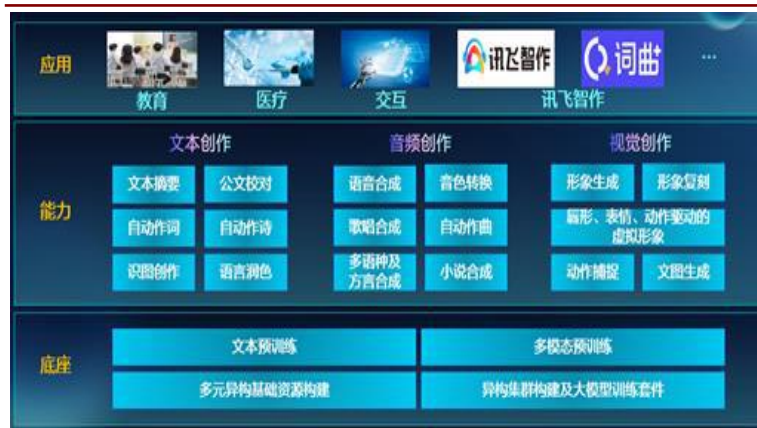 应用
教育
医疗
交互
讯飞智作
词曲
讯飞智作
...
能力
文本创作
文本摘要
公文校对
自动作词
自动作诗
识图创作
语言润色
音频创作
语音合成
音色转换
歌唱合成
自动作曲
多语种及
方言合成
小说合成
视觉创作
形象生成
形象复刻
唇形、表情、动作驱动的
虚拟形象
动作捕捉
文图生成
底座
文本预训练
多模态预训练
多元异构基础资源构建
异构集群构建及大模型训练套件